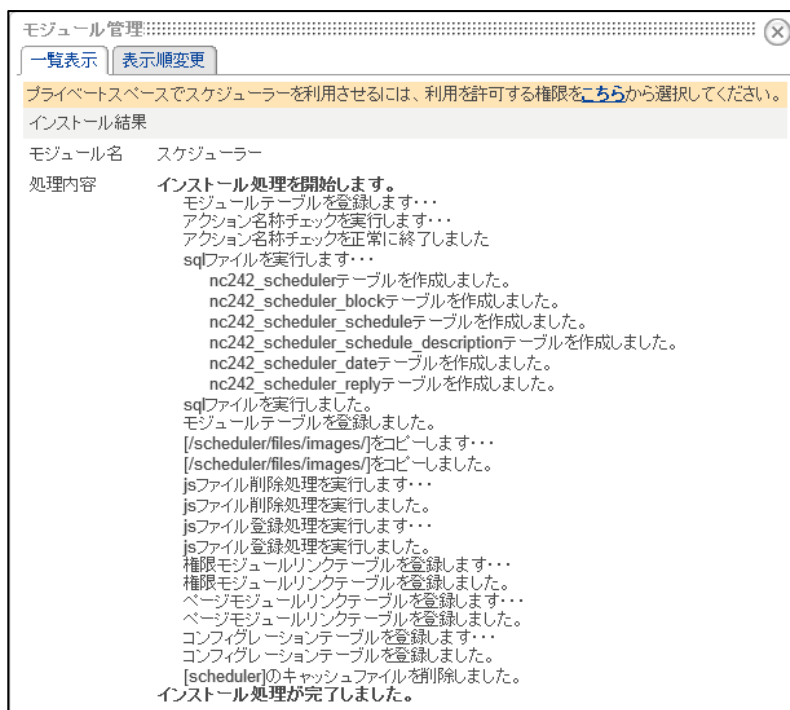 モジュール管理
一覧表示 表示順変更
プライベートスペースでスケジューラーを利用させるには、利用を許可する権限をこちらから選択してください。
インストール結果
モジュール名 スケジューラー
処理内容 インストール処理を開始します。
モジュールテーブルを登録します・・・
アクション名称チェックを実行します・・・
アクション名称チェックを正常に終了しました
sqlファイルを実行します・・・
nc242_schedulerテーブルを作成しました。
nc242_scheduler_blockテーブルを作成しました。
nc242_scheduler_scheduleテーブルを作成しました。
nc242_scheduler_schedule_descriptionテーブルを作成しました。
nc242_scheduler_dateテーブルを作成しました。
nc242_scheduler_replyテーブルを作成しました。
sqlファイルを実行しました。
モジュールテーブルを登録しました。
[/scheduler/files/images/]をコピーします・・・
[/scheduler/files/images/]をコピーしました。
jsファイル削除処理を実行します・・・
jsファイル削除処理を実行しました。
jsファイル登録処理を実行します・・・
jsファイル登録処理を実行しました。
権限モジュールリンクテーブルを登録します・・・
権限モジュールリンクテーブルを登録しました。
ページモジュールリンクテーブルを登録します・・・
ページモジュールリンクテーブルを登録しました。
コンフィグレーションテーブルを登録します・・・
コンフィグレーションテーブルを登録しました。
[scheduler]のキャッシュファイルを削除しました。
インストール処理が完了しました。